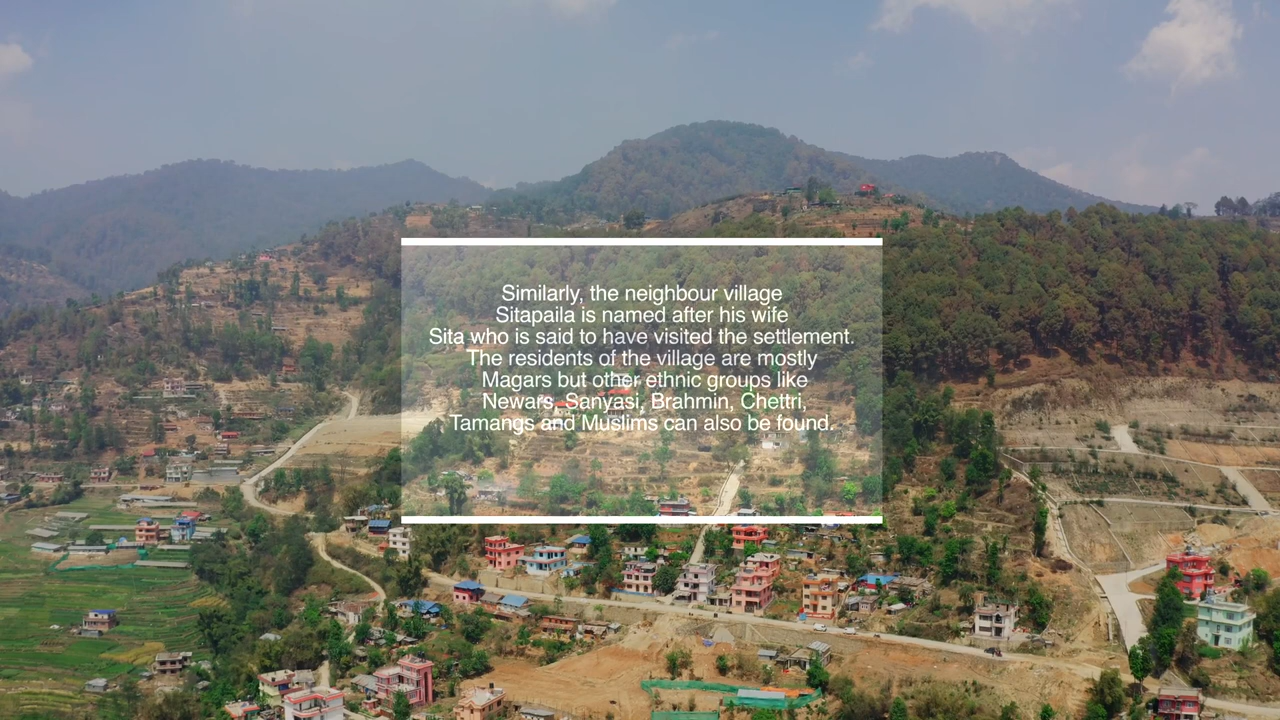 Similarly, the neighbour village
Sitapaila is named after his wife
Sita who is said to have visited the settlement.
The residents of the village are mostly
Magars but other ethnic groups like
Newars, Sanyasi, Brahmin, Chettri,
Tamangs and Muslims can also be found.